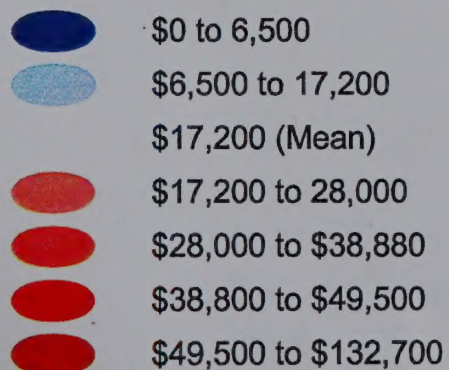 $0 to 6,500
$6,500 to 17,200
$17,200 (Mean)
$17,200 to 28,000
$28,000 to $38,880
$38,800 to $49,500
$49,500 to $132,700